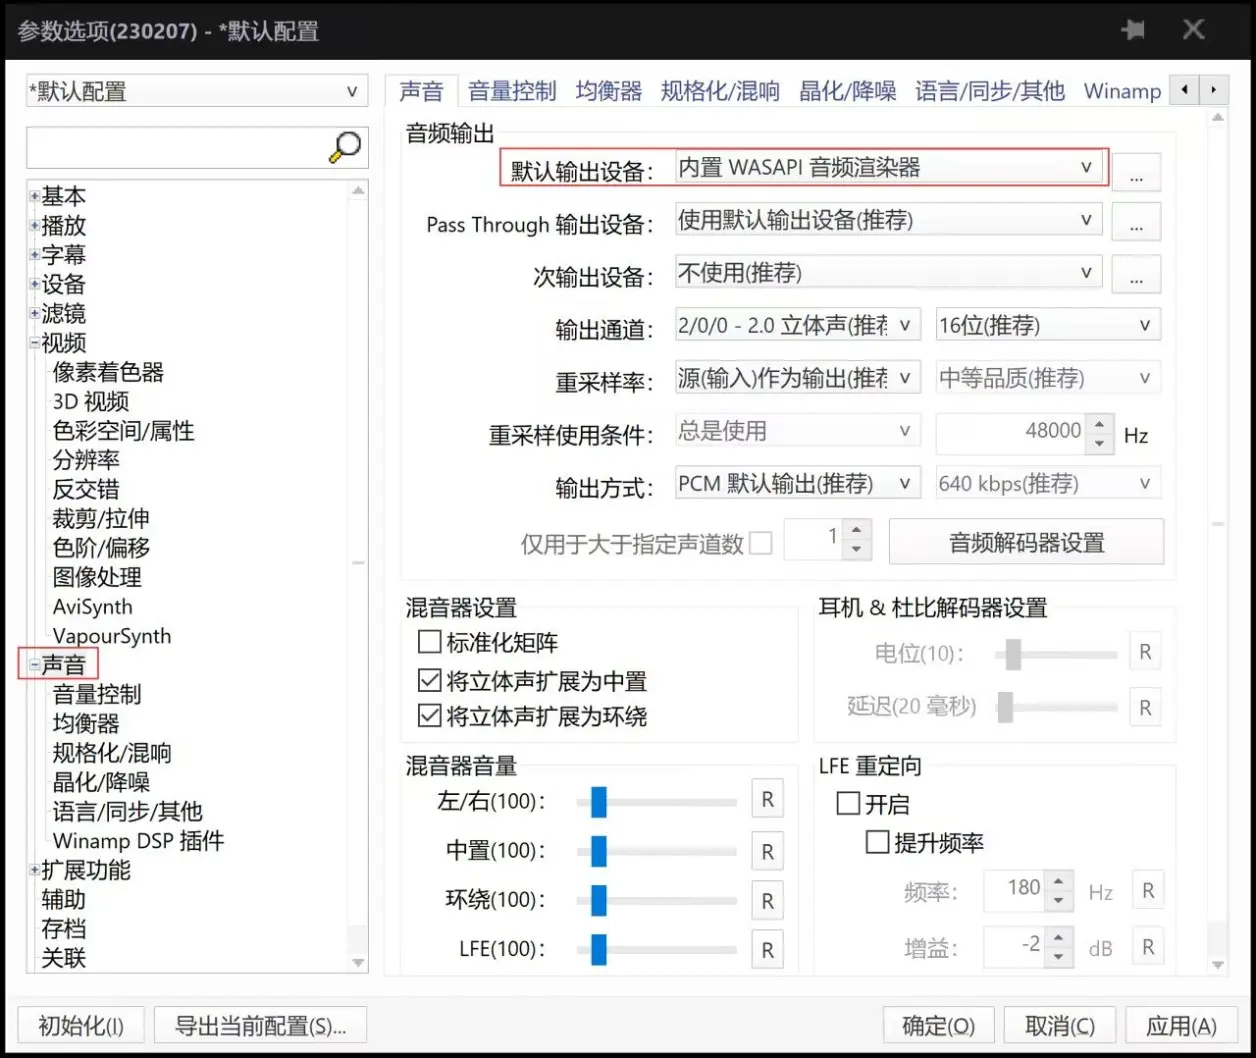 参数选项(230207) - *默认配置
*默认配置
基本
播放
字幕
设备
滤镜
视频
像素着色器
3D 视频
色彩空间/属性
分辨率
反交错
裁剪/拉伸
色阶/偏移
图像处理
AviSynth
VapourSynth
声音
音量控制
均衡器
规格化/混响
晶化/降噪
语言/同步/其他
Winamp DSP 插件
扩展功能
辅助
存档
关联
声音 音量控制 均衡器 规格化/混响 晶化/降噪 语言/同步/其他 Winamp
音频输出
默认输出设备： 内置 WASAPI 音频渲染器 ...
Pass Through 输出设备： 使用默认输出设备(推荐) ...
次输出设备： 不使用(推荐) ...
输出通道： 2/0/0 - 2.0 立体声(推荐 16位(推荐)
重采样率： 源(输入)作为输出(推荐 中等品质(推荐)
重采样使用条件： 总是使用 48000 Hz
输出方式： PCM 默认输出(推荐) 640 kbps(推荐)
仅用于大于指定声道数 1 音频解码器设置
混音器设置
标准化矩阵
将立体声扩展为中置
将立体声扩展为环绕
耳机 & 杜比解码器设置
电位(10)： R
延迟(20 毫秒) R
混音器音量
左/右(100)： R
中置(100)： R
环绕(100)： R
LFE(100)： R
LFE 重定向
开启
提升频率
频率： 180 Hz R
增益： -2 dB R
初始化(I) 导出当前配置(S)... 确定(O) 取消(C) 应用(A)